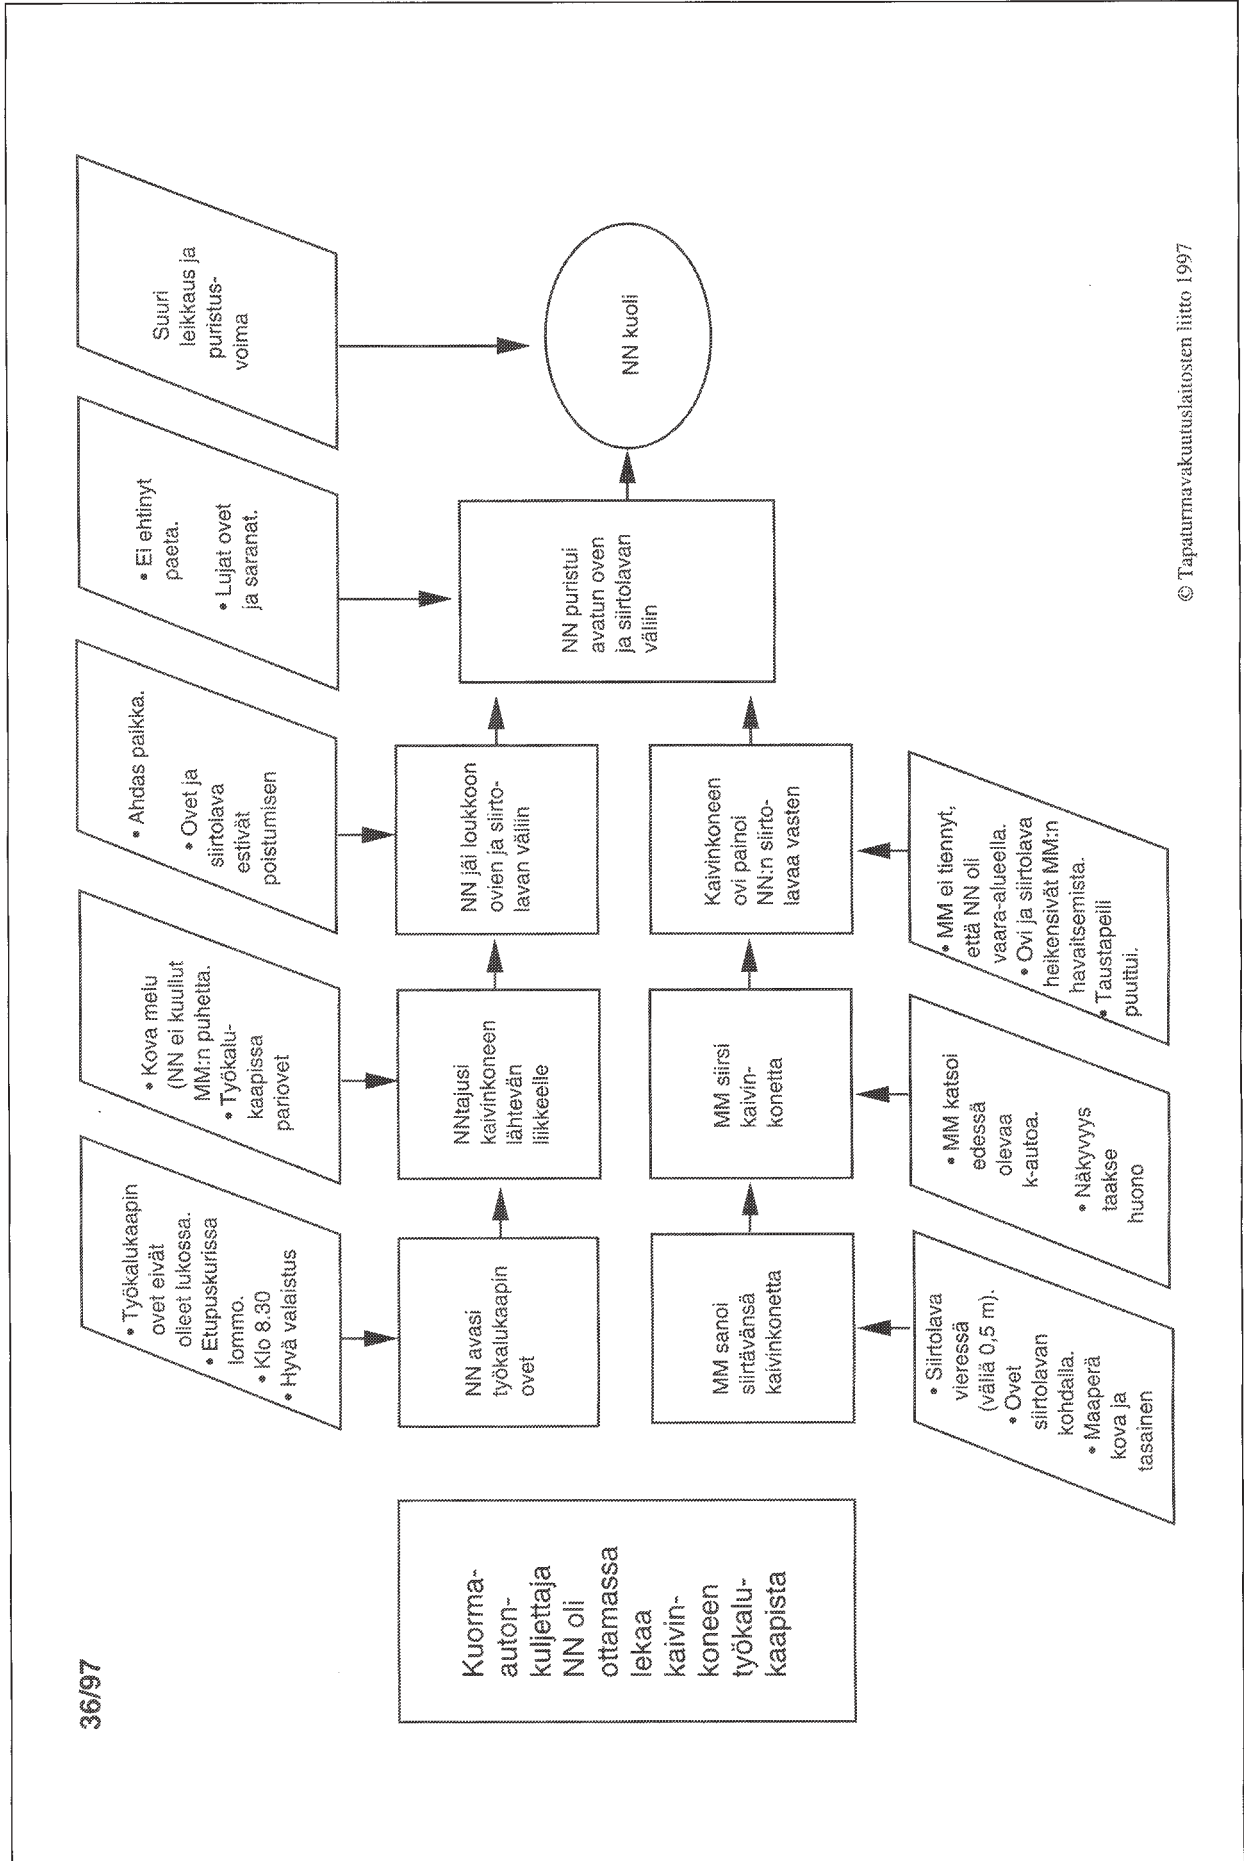 36/97
Kuorma-
auton-
kuljettaja
NN oli
ottamassa
lekaa
kaivin-
koneen
työkalu-
kaapista
• Työkalukaapin
ovet eivät
olleet lukossa.
• Etupuskurissa
lommo.
• Klo 8.30
• Hyvä valaistus
• Kova melu
(NN ei kuullut
MM:n puhetta.
• Työkalu-
kaapissa
pariovet
• Ahdas paikka.
• Ovet ja
siirtolava
estivät
poistumisen
• Ei ehtinyt
paeta.
• Lujat ovet
ja saranat.
Suuri
leikkaus ja
puristus-
voima
NN avasi
työkalukaapin
ovet
NNtajusi
kaivinkoneen
lähtevän
liikkeelle
NN jäi loukkoon
ovien ja siirto-
lavan väliin
NN puristui
avatun oven
ja siirtolavan
väliin
NN kuoli
MM sanoi
siirtävänsä
kaivinkonetta
MM siirsi
kaivin-
konetta
Kaivinkoneen
ovi painoi
NN:n siirto-
lavaa vasten
• Siirtolava
vieressä
(väliä 0,5 m).
• Ovet
siirtolavan
kohdalla.
• Maaperä
kova ja
tasainen
• MM katsoi
edessä
olevaa
k-autoa.
• Näkyvyys
taakse
huono
• MM ei tiennyt,
että NN oli
vaara-alueella.
• Ovi ja siirtolava
heikensivät MM:n
havaitsemista.
• Taustapeili
puuttui.
© Tapaturmavakuutuslaitosten liitto 1997